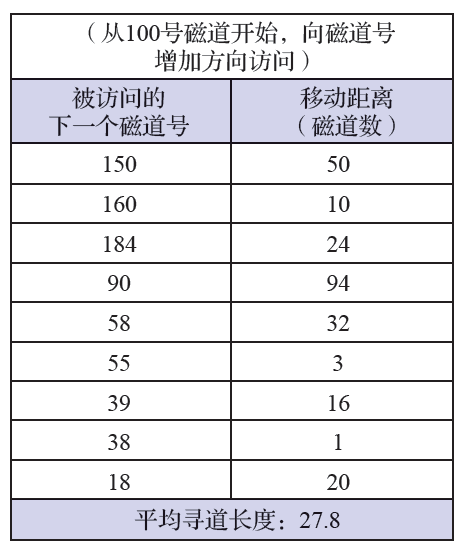 （从100号磁道开始，向磁道号
增加方向访问）
被访问的
下一个磁道号
移动距离
（磁道数）
150 50
160 10
184 24
90 94
58 32
55 3
39 16
38 1
18 20
平均寻道长度：27.8